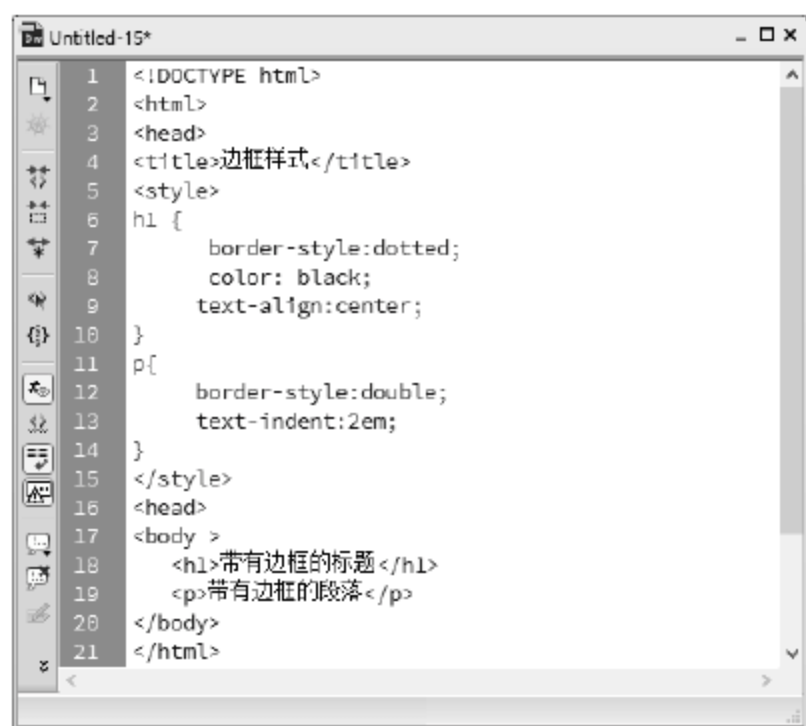 Untitled-15*
1 <!DOCTYPE html>
2 <html>
3 <head>
4 <title>边框样式</title>
5 <style>
6 h1 {
7 border-style:dotted;
8 color: black;
9 text-align:center;
10 }
11 p{
12 border-style:double;
13 text-indent:2em;
14 }
15 </style>
16 <head>
17 <body >
18 <h1>带有边框的标题</h1>
19 <p>带有边框的段落</p>
20 </body>
21 </html>